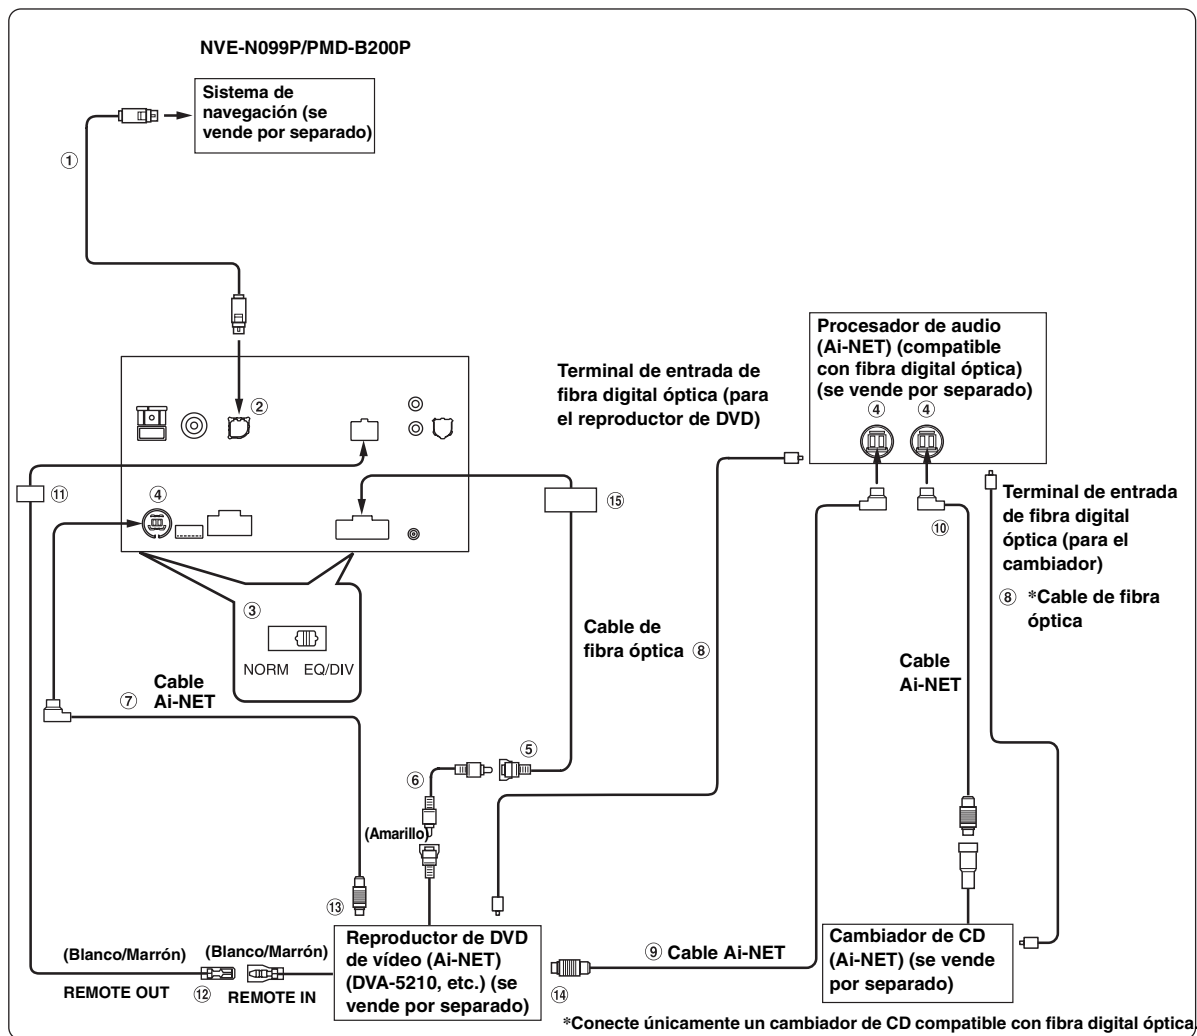 NVE-N099P/PMD-B200P
Sistema de
navegación (se
vende por separado)
①
②
Procesador de audio
(Ai-NET) (compatible
con fibra digital óptica)
(se vende por separado)
④ ④
Terminal de entrada de
fibra digital óptica (para
el reproductor de DVD)
⑪
④
⑮
⑩
Terminal de entrada
de fibra digital
óptica (para el
cambiador)
⑧ *Cable de fibra
óptica
③
NORM EQ/DIV
Cable de
fibra óptica ⑧
Cable
Ai-NET
⑦
Cable
Ai-NET
⑤
⑥
(Amarillo)
⑬
Reproductor de DVD
de vídeo (Ai-NET)
(DVA-5210, etc.) (se
vende por separado)
(Blanco/Marrón) (Blanco/Marrón)
REMOTE OUT ⑫ REMOTE IN
⑨ Cable Ai-NET
⑭
Cambiador de CD
(Ai-NET) (se vende
por separado)
*Conecte únicamente un cambiador de CD compatible con fibra digital óptica